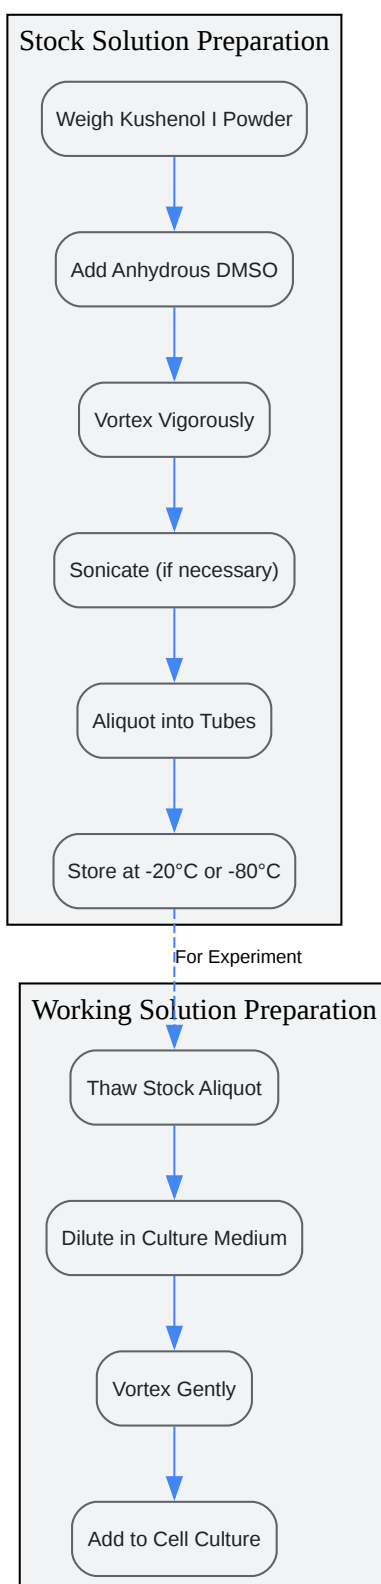 Stock Solution Preparation
Weigh Kushenol I Powder
Add Anhydrous DMSO
Vortex Vigorously
Sonicate (if necessary)
Aliquot into Tubes
Store at -20°C or -80°C
For Experiment
Working Solution Preparation
Thaw Stock Aliquot
Dilute in Culture Medium
Vortex Gently
Add to Cell Culture